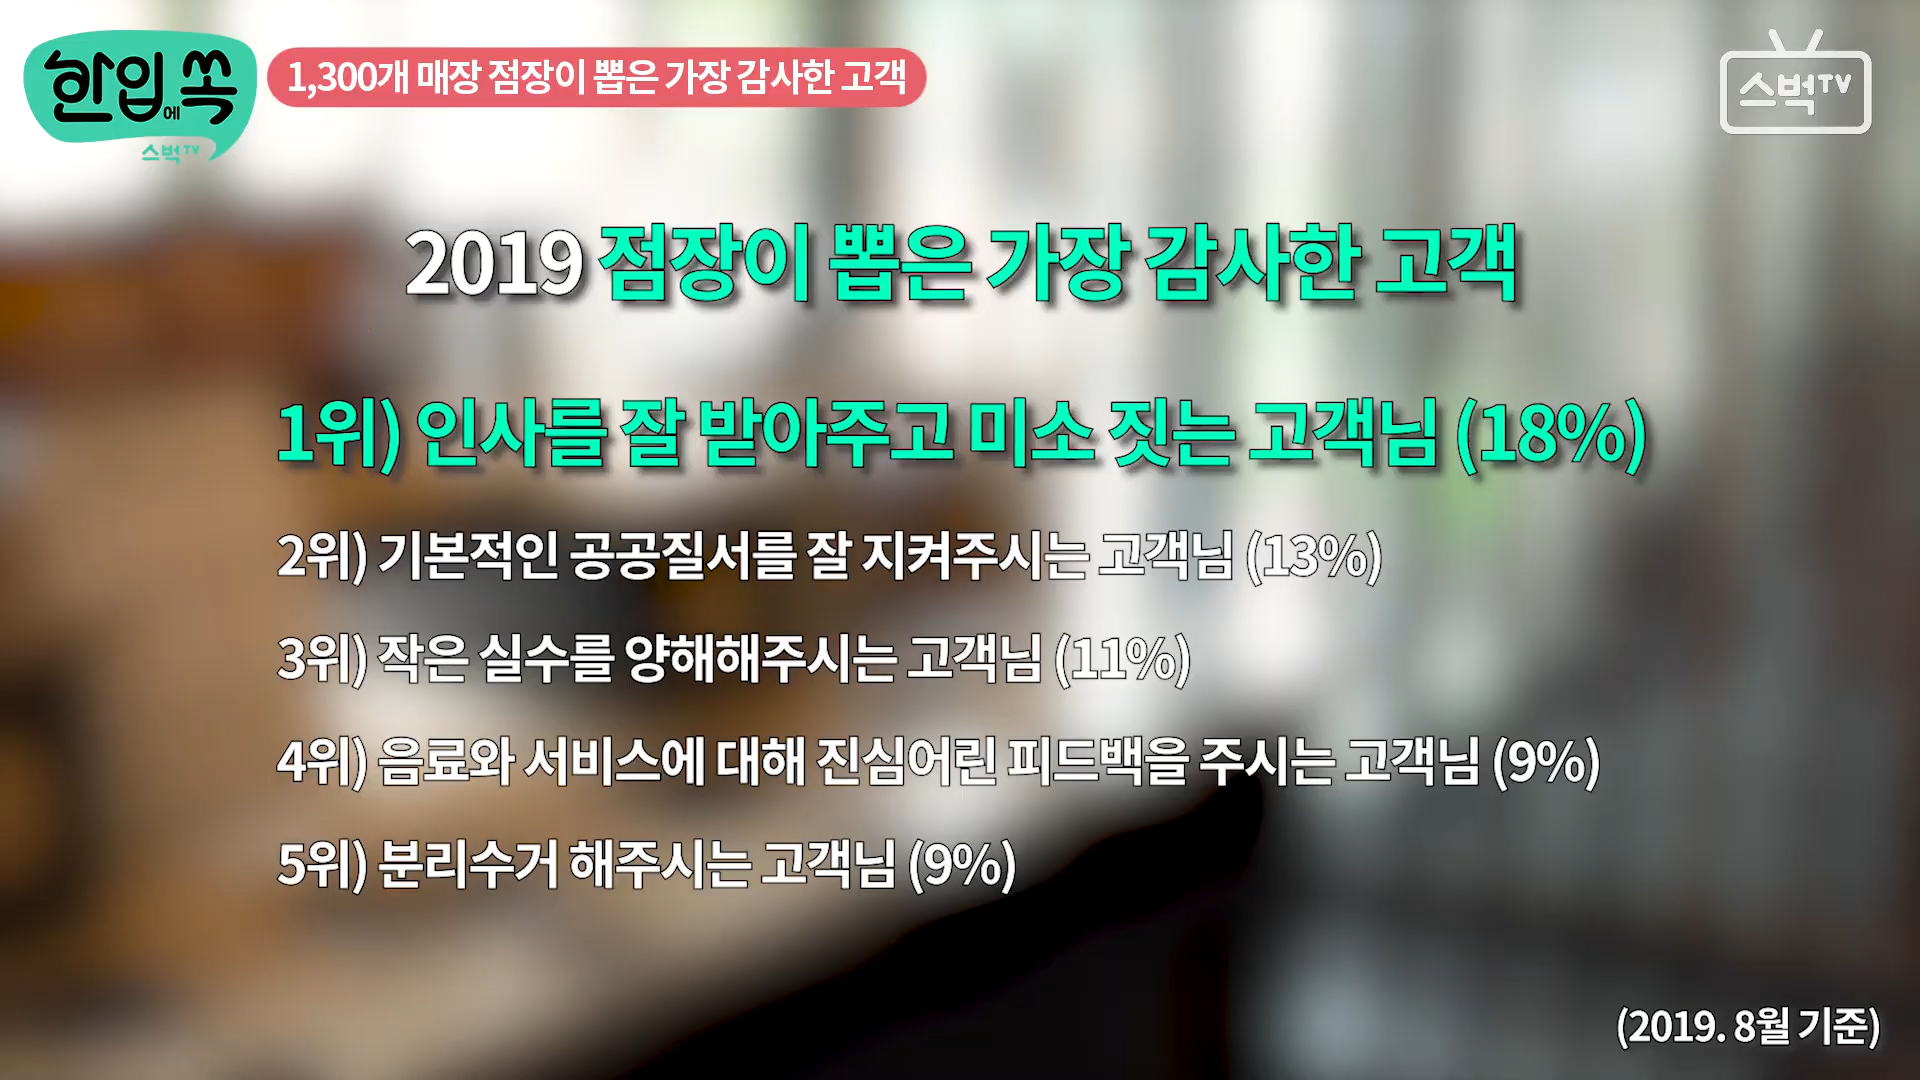 한입에 쏙
스벅TV
1,300개 매장 점장이 뽑은 가장 감사한 고객
스벅TV
2019 점장이 뽑은 가장 감사한 고객
1위) 인사를 잘 받아주고 미소 짓는 고객님 (18%)
2위) 기본적인 공공질서를 잘 지켜주시는 고객님 (13%)
3위) 작은 실수를 양해해주시는 고객님 (11%)
4위) 음료와 서비스에 대해 진심어린 피드백을 주시는 고객님 (9%)
5위) 분리수거 해주시는 고객님 (9%)
(2019. 8월 기준)